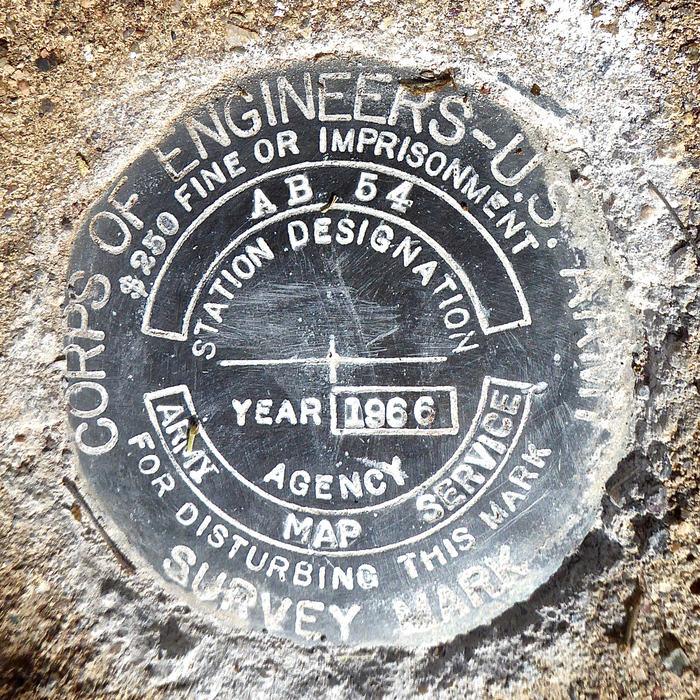 CORPS OF ENGINEERS-U.S. ARMY
$250 FINE OR IMPRISONMENT
AB 54
STATION DESIGNATION
YEAR 1966
AGENCY
ARMY MAP SERVICE
FOR DISTURBING THIS MARK
SURVEY MARK